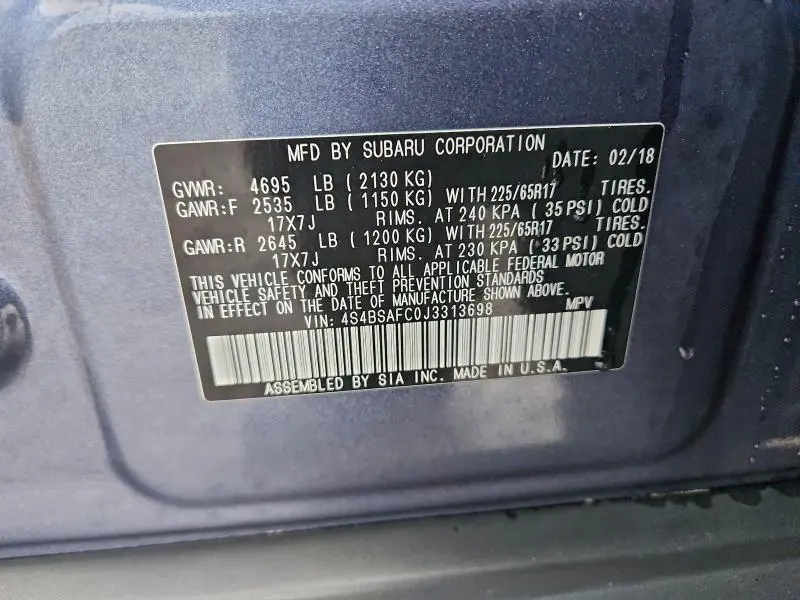 MFD BY SUBARU CORPORATION
DATE: 02/18
GVWR: 4695 LB ( 2130 KG)
GAWR:F 2535 LB ( 1150 KG) WITH 225/65R17 TIRES.
17X7J RIMS. AT 240 KPA ( 35 PSI) COLD
GAWR:R 2645 LB ( 1200 KG) WITH 225/65R17 TIRES.
17X7J RIMS. AT 230 KPA ( 33 PSI) COLD
THIS VEHICLE CONFORMS TO ALL APPLICABLE FEDERAL MOTOR
VEHICLE SAFETY AND THEFT PREVENTION STANDARDS
IN EFFECT ON THE DATE OF MANUFACTURE SHOWN ABOVE.
VIN: 4S4BSAFC0J3313698 MPV
ASSEMBLED BY SIA INC. MADE IN U.S.A.